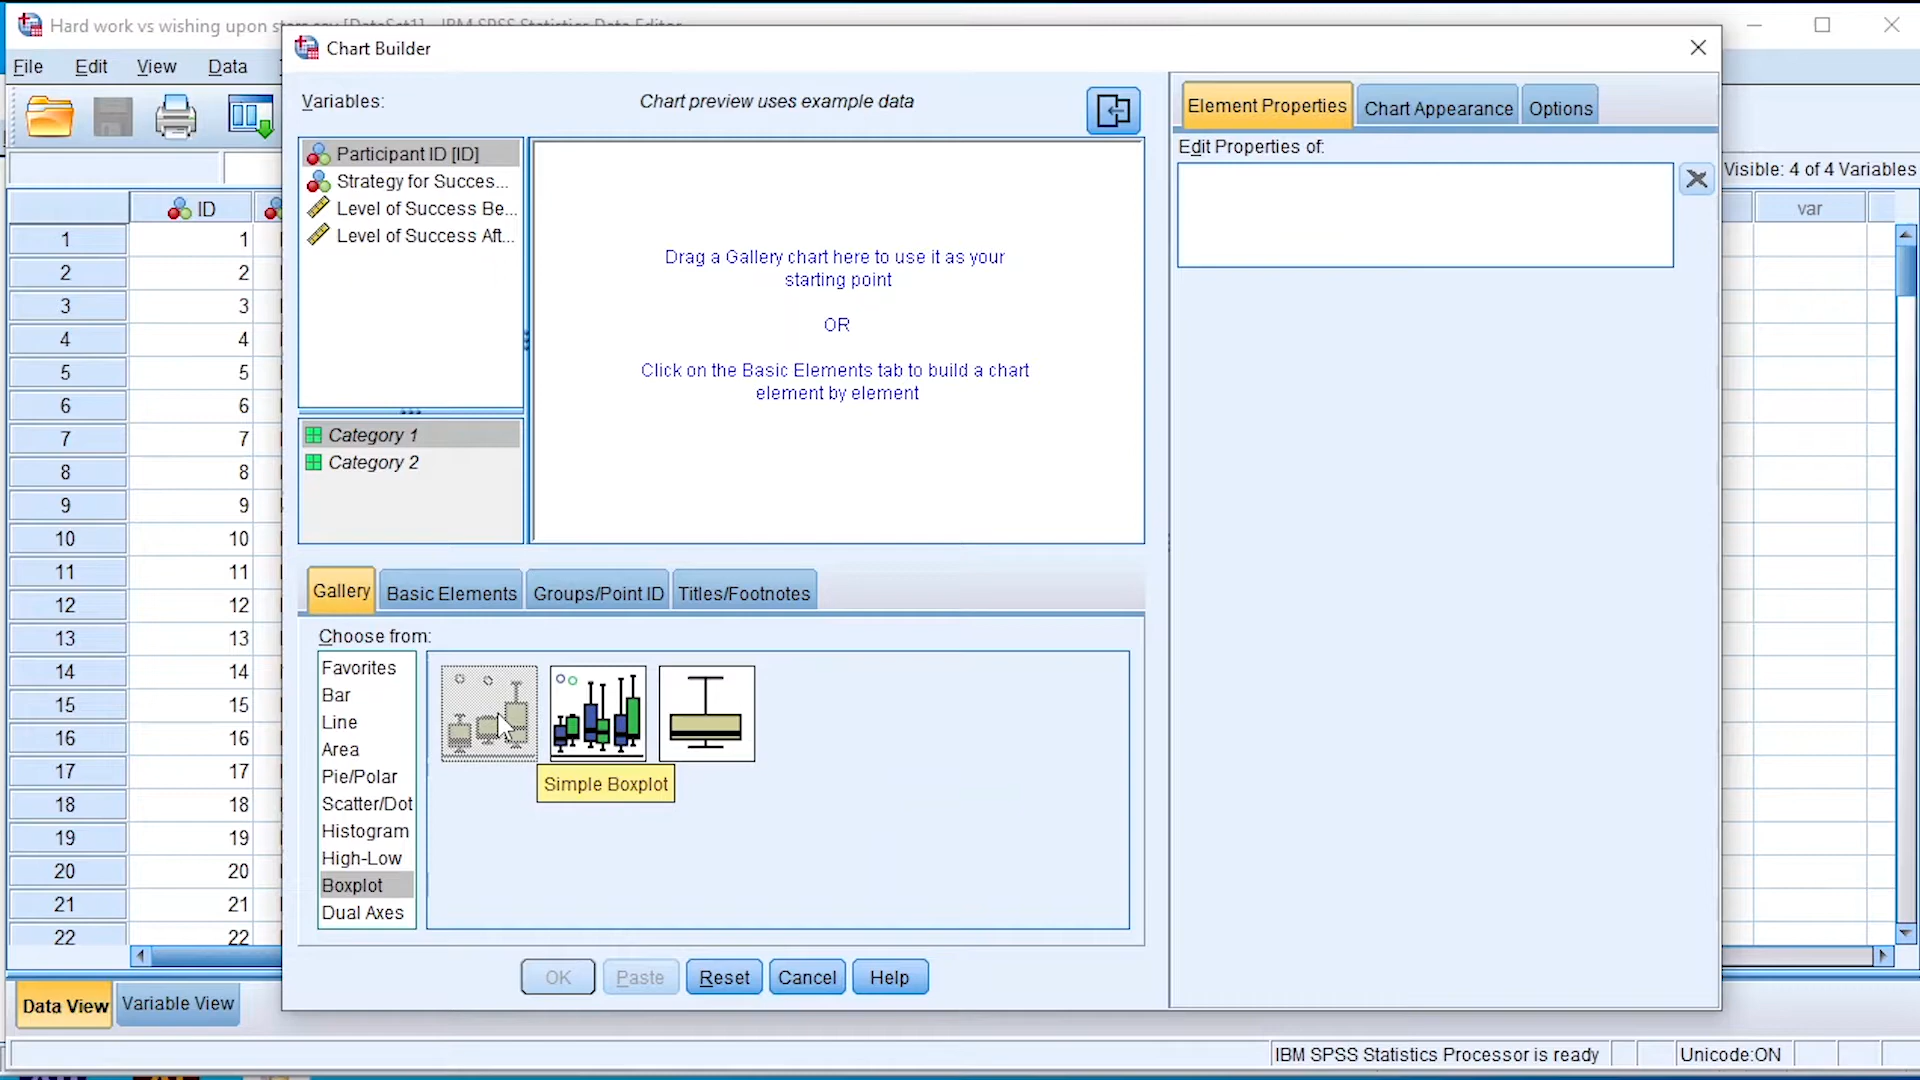 Hard work vs wishing upon stars.sav [DataSet1] - IBM SPSS Statistics Data Editor
File Edit View Data
Chart Builder
Variables:
Chart preview uses example data
Participant ID [ID]
Strategy for Succes...
Level of Success Be...
Level of Success Aft...
Category 1
Category 2
Drag a Gallery chart here to use it as your
starting point
OR
Click on the Basic Elements tab to build a chart
element by element
Element Properties Chart Appearance Options
Edit Properties of:
Visible: 4 of 4 Variables
ID
var
1 1
2 2
3 3
4 4
5 5
6 6
7 7
8 8
9 9
10 10
11 11
12 12
13 13
14 14
15 15
16 16
17 17
18 18
19 19
20 20
21 21
22 22
Gallery Basic Elements Groups/Point ID Titles/Footnotes
Choose from:
Favorites
Bar
Line
Area
Pie/Polar
Scatter/Dot
Histogram
High-Low
Boxplot
Dual Axes
Simple Boxplot
OK Paste Reset Cancel Help
Data View Variable View
IBM SPSS Statistics Processor is ready
Unicode:ON